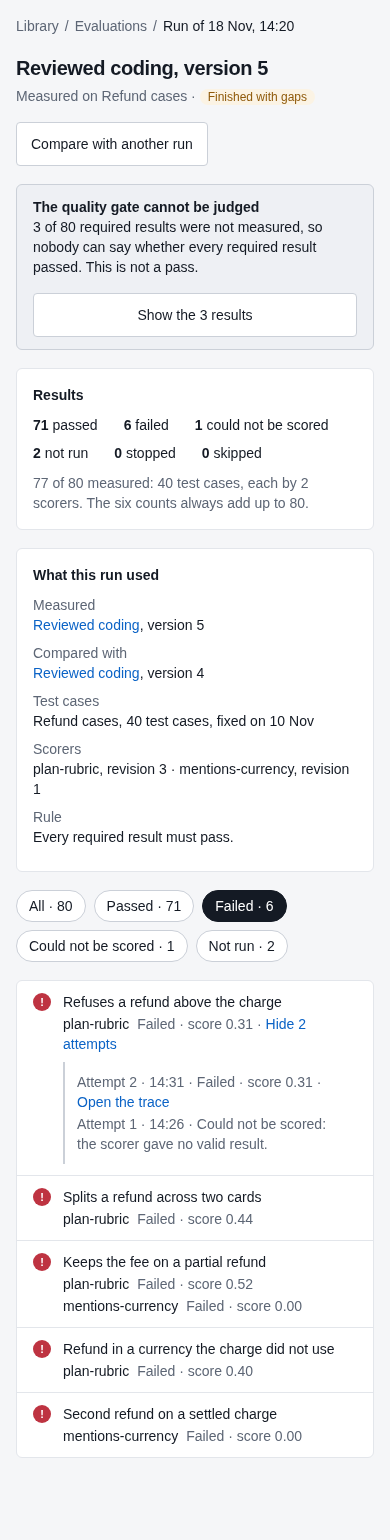 Library / Evaluations / Run of 18 Nov, 14:20
Reviewed coding, version 5
Measured on Refund cases · Finished with gaps
Compare with another run
The quality gate cannot be judged
3 of 80 required results were not measured, so
nobody can say whether every required result
passed. This is not a pass.
Show the 3 results
Results
71 passed 6 failed 1 could not be scored
2 not run 0 stopped 0 skipped
77 of 80 measured: 40 test cases, each by 2
scorers. The six counts always add up to 80.
What this run used
Measured
Reviewed coding, version 5
Compared with
Reviewed coding, version 4
Test cases
Refund cases, 40 test cases, fixed on 10 Nov
Scorers
plan-rubric, revision 3 · mentions-currency, revision
1
Rule
Every required result must pass.
All · 80 Passed · 71 Failed · 6
Could not be scored · 1 Not run · 2
! Refuses a refund above the charge
plan-rubric Failed · score 0.31 · Hide 2
attempts
Attempt 2 · 14:31 · Failed · score 0.31 ·
Open the trace
Attempt 1 · 14:26 · Could not be scored:
the scorer gave no valid result.
! Splits a refund across two cards
plan-rubric Failed · score 0.44
! Keeps the fee on a partial refund
plan-rubric Failed · score 0.52
mentions-currency Failed · score 0.00
! Refund in a currency the charge did not use
plan-rubric Failed · score 0.40
! Second refund on a settled charge
mentions-currency Failed · score 0.00